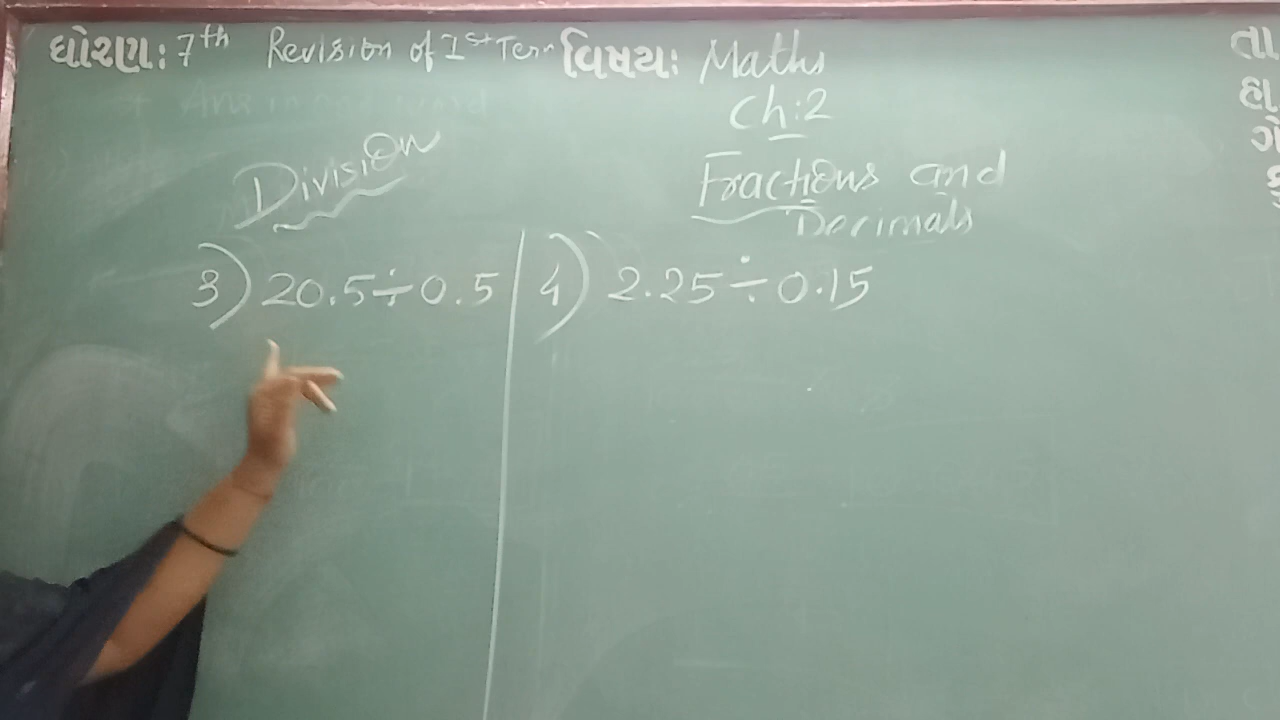 ધોરણ: 7th Revision of 1st Term વિષય: Maths
Ch:2
Division
Fractions and
Decimals
3) 20.5÷0.5
4) 2.25÷0.15
તા
હા